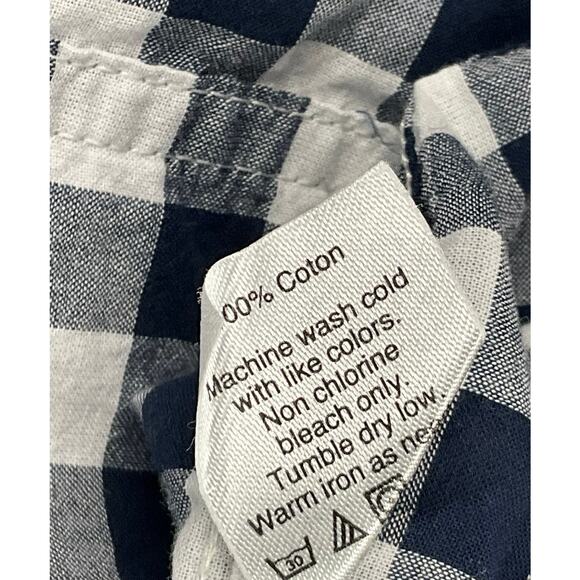 00% Coton
Machine wash cold
with like colors.
Non chlorine
bleach only.
Tumble dry low.
Warm iron as
30